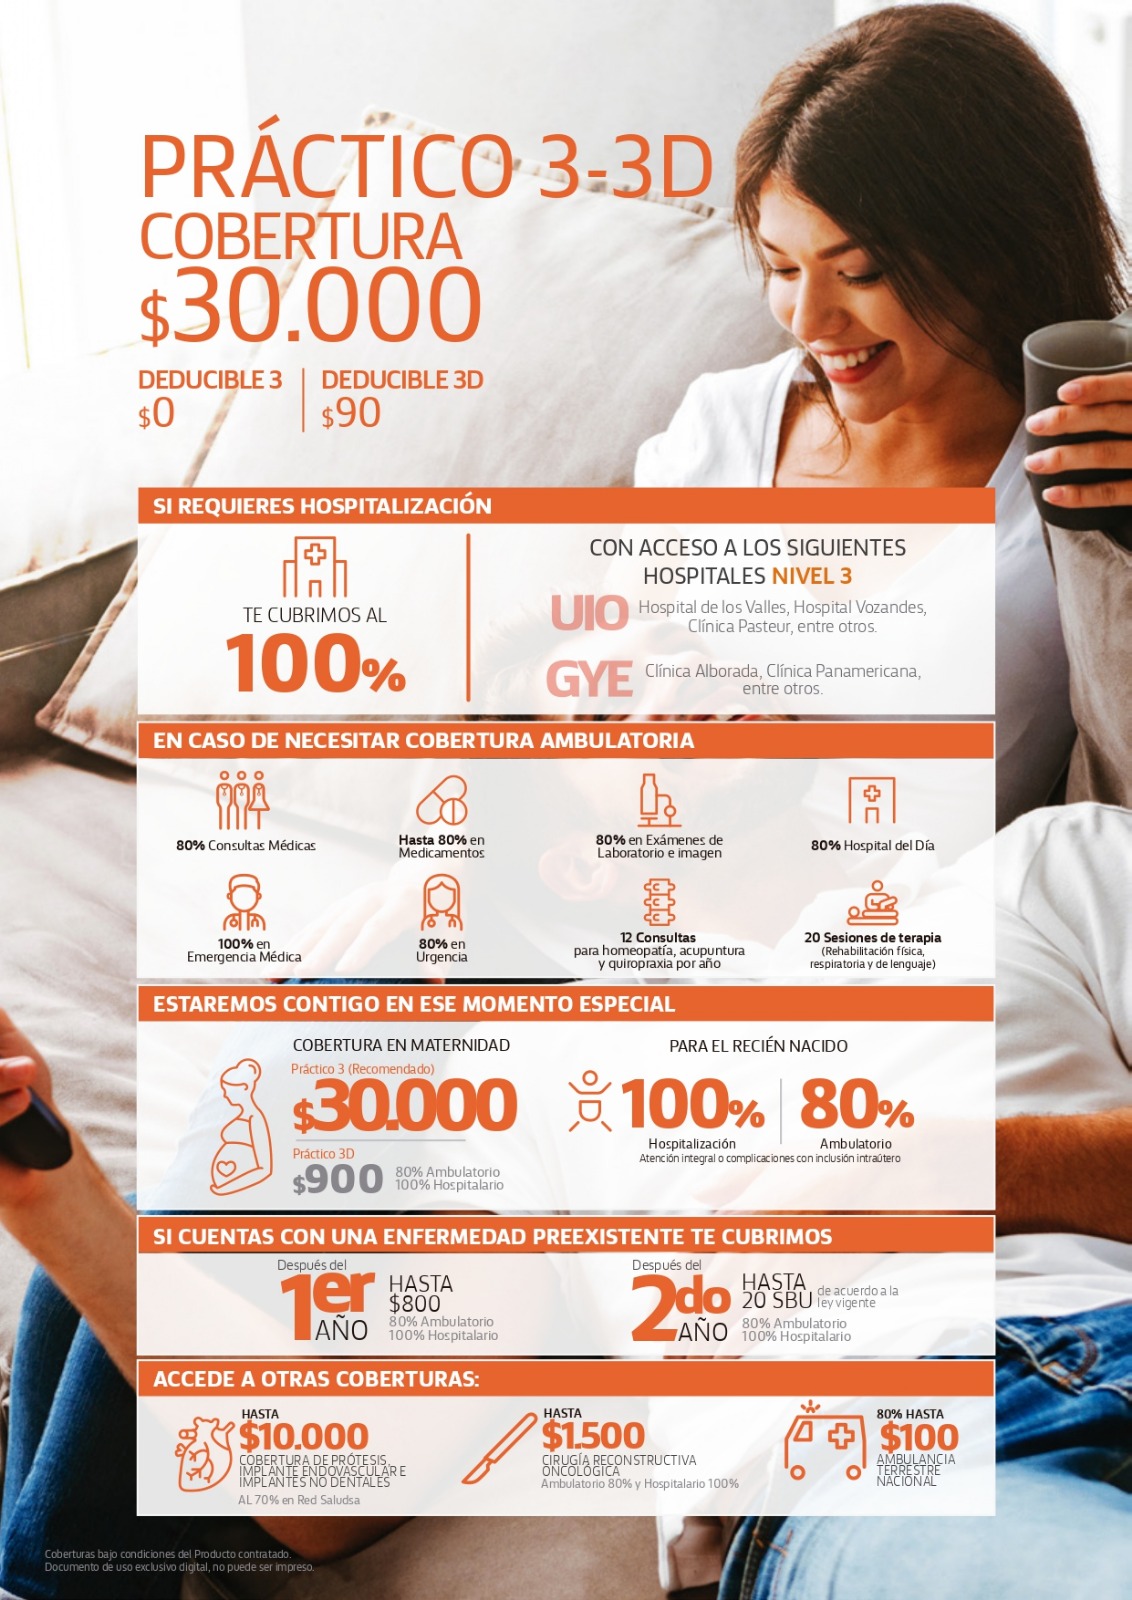 PRÁCTICO 3-3D
COBERTURA
$30.000
DEDUCIBLE 3
$0
DEDUCIBLE 3D
$90
SI REQUIERES HOSPITALIZACIÓN
TE CUBRIMOS AL
100%
CON ACCESO A LOS SIGUIENTES
HOSPITALES NIVEL 3
UIO
Hospital de los Valles, Hospital Vozandes,
Clínica Pasteur, entre otros.
GYE
Clínica Alborada, Clínica Panamericana,
entre otros.
EN CASO DE NECESITAR COBERTURA AMBULATORIA
80% Consultas Médicas
Hasta 80% en
Medicamentos
80% en Exámenes de
Laboratorio e imagen
80% Hospital del Día
100% en
Emergencia Médica
80% en
Urgencia
12 Consultas
para homeopatía, acupuntura
y quiropraxia por año
20 Sesiones de terapia
(Rehabilitación física,
respiratoria y de lenguaje)
ESTAREMOS CONTIGO EN ESE MOMENTO ESPECIAL
COBERTURA EN MATERNIDAD
Práctico 3 (Recomendado)
$30.000
Práctico 3D
$900
80% Ambulatorio
100% Hospitalario
PARA EL RECIÉN NACIDO
100%
Hospitalización
80%
Ambulatorio
Atención integral o complicaciones con inclusión intraútero
SI CUENTAS CON UNA ENFERMEDAD PREEXISTENTE TE CUBRIMOS
Después del
1er
AÑO
HASTA
$800
80% Ambulatorio
100% Hospitalario
Después del
2do
AÑO
HASTA
20 SBU
de acuerdo a la
ley vigente
80% Ambulatorio
100% Hospitalario
ACCEDE A OTRAS COBERTURAS:
HASTA
$10.000
COBERTURA DE PRÓTESIS,
IMPLANTE ENDOVASCULAR E
IMPLANTES NO DENTALES
AL 70% en Red Saludsa
HASTA
$1.500
CIRUGÍA RECONSTRUCTIVA
ONCOLÓGICA
Ambulatorio 80% y Hospitalario 100%
80% HASTA
$100
AMBULANCIA
TERRESTRE
NACIONAL
Coberturas bajo condiciones del Producto contratado.
Documento de uso exclusivo digital, no puede ser impreso.